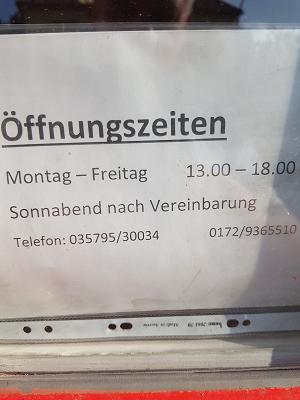 Öffnungszeiten
Montag – Freitag 13.00 – 18.00
Sonnabend nach Vereinbarung
Telefon: 035795/30034 0172/9365510